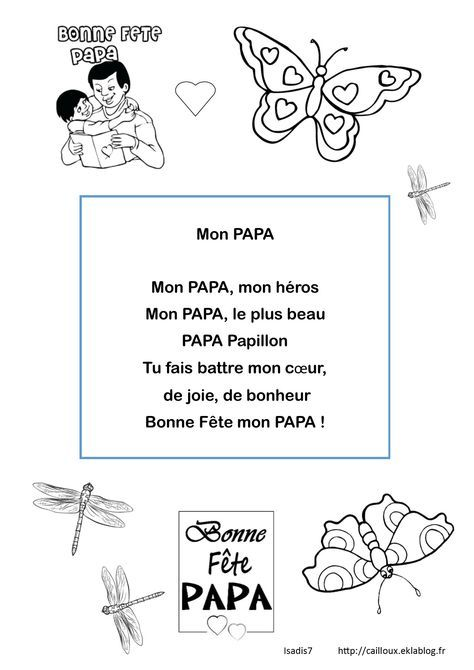 BONNE FETE
PAPA
Mon PAPA
Mon PAPA, mon héros
Mon PAPA, le plus beau
PAPA Papillon
Tu fais battre mon cœur,
de joie, de bonheur
Bonne Fête mon PAPA !
Bonne
Fête
PAPA
Isadis7 http://cailloux.eklablog.fr